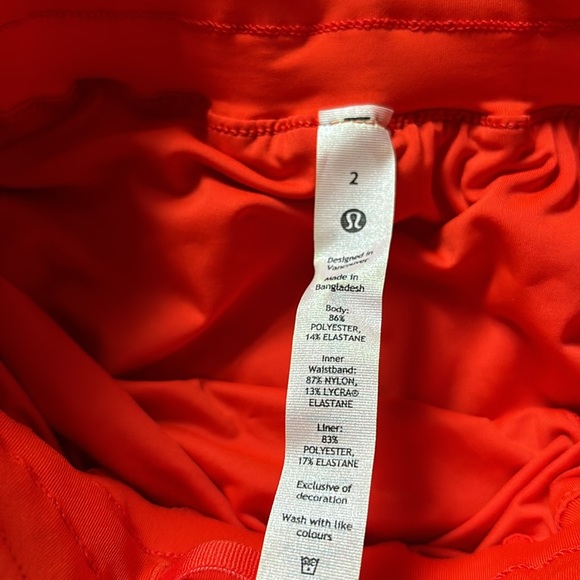 2
Designed in
Vancouver
Made in
Bangladesh
Body:
86%
POLYESTER,
14% ELASTANE
Inner
Waistband:
87% NYLON,
13% LYCRA®
ELASTANE
Liner:
83%
POLYESTER,
17% ELASTANE
Exclusive of
decoration
Wash with like
colours